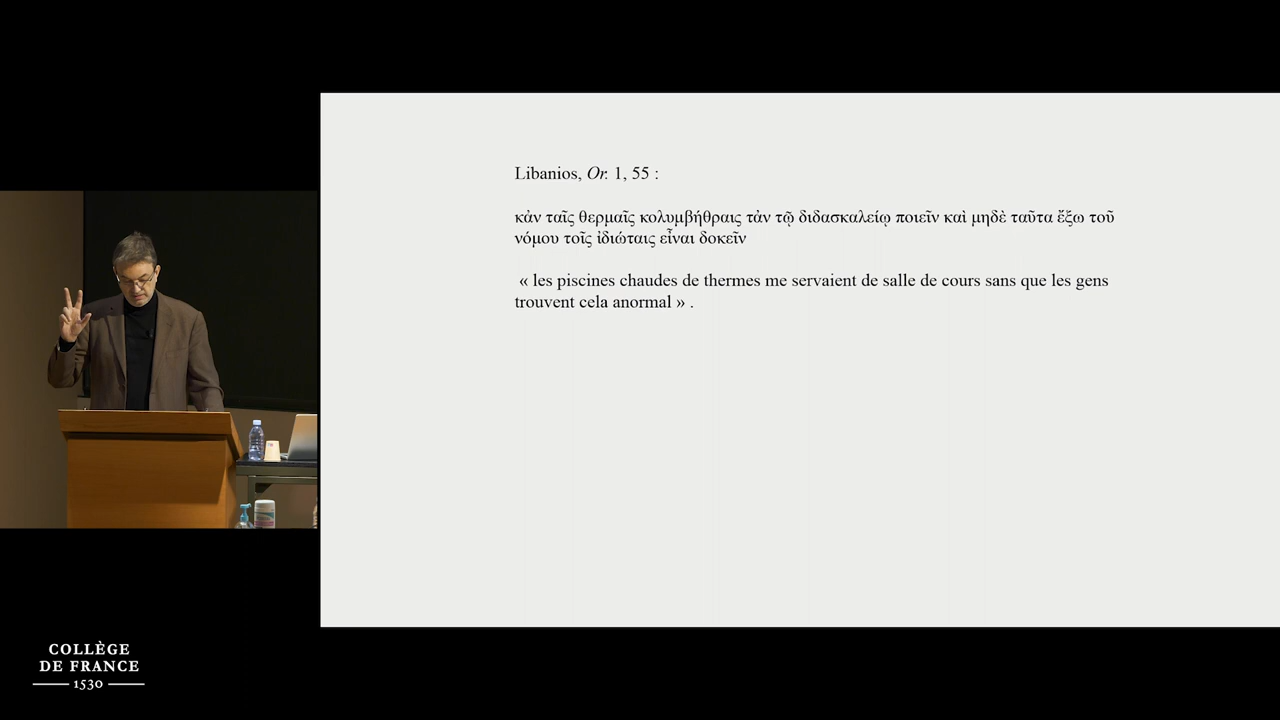 Libanios, Or. 1, 55 :
κἀν ταῖς θερμαῖς κολυμβήθραις τἀν τῷ διδασκαλείῳ ποιεῖν καὶ μηδὲ ταῦτα ἔξω τοῦ
νόμου τοῖς ἰδιώταις εἶναι δοκεῖν
« les piscines chaudes de thermes me servaient de salle de cours sans que les gens
trouvent cela anormal » .
COLLÈGE
DE FRANCE
1530